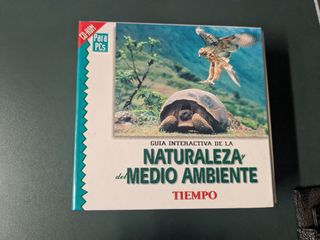 CD-ROM
Para
PCs
GUIA INTERACTIVA DE LA
NATURALEZA y
del MEDIO AMBIENTE
TIEMPO